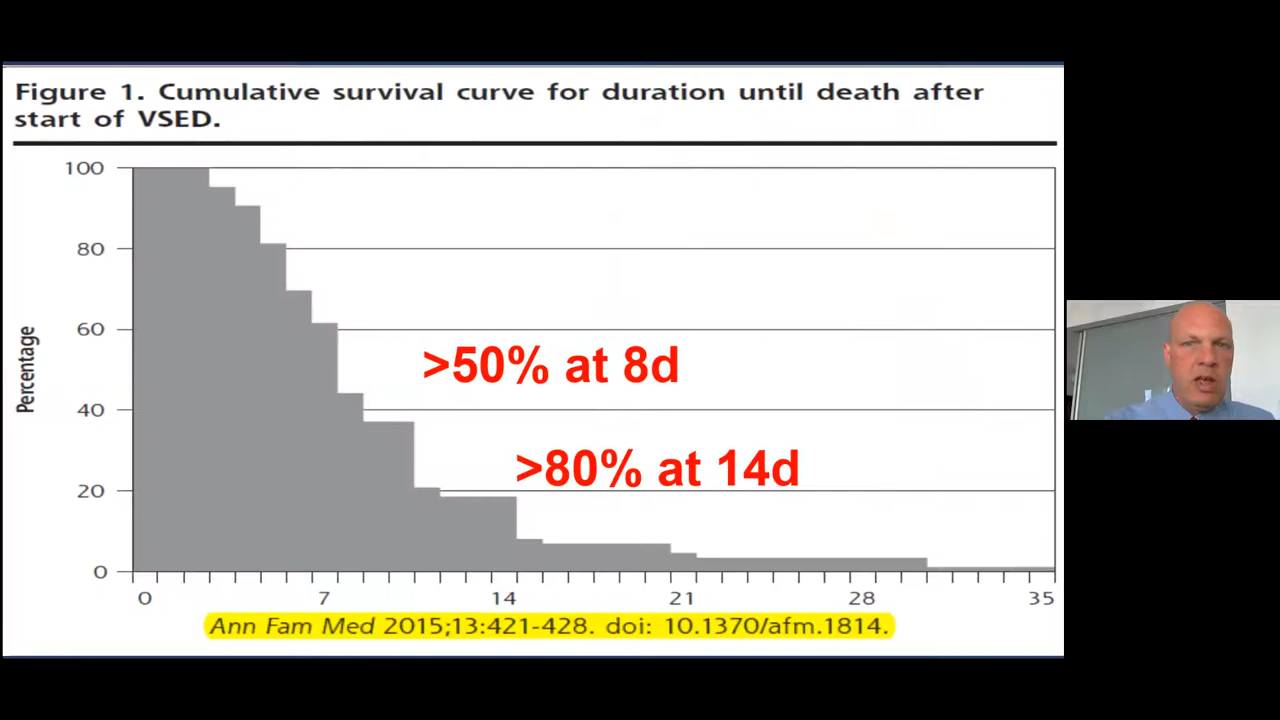 Figure 1. Cumulative survival curve for duration until death after
start of VSED.
100
80
60
40
20
0
Percentage
>50% at 8d
>80% at 14d
0 7 14 21 28 35
Ann Fam Med 2015;13:421-428. doi: 10.1370/afm.1814.